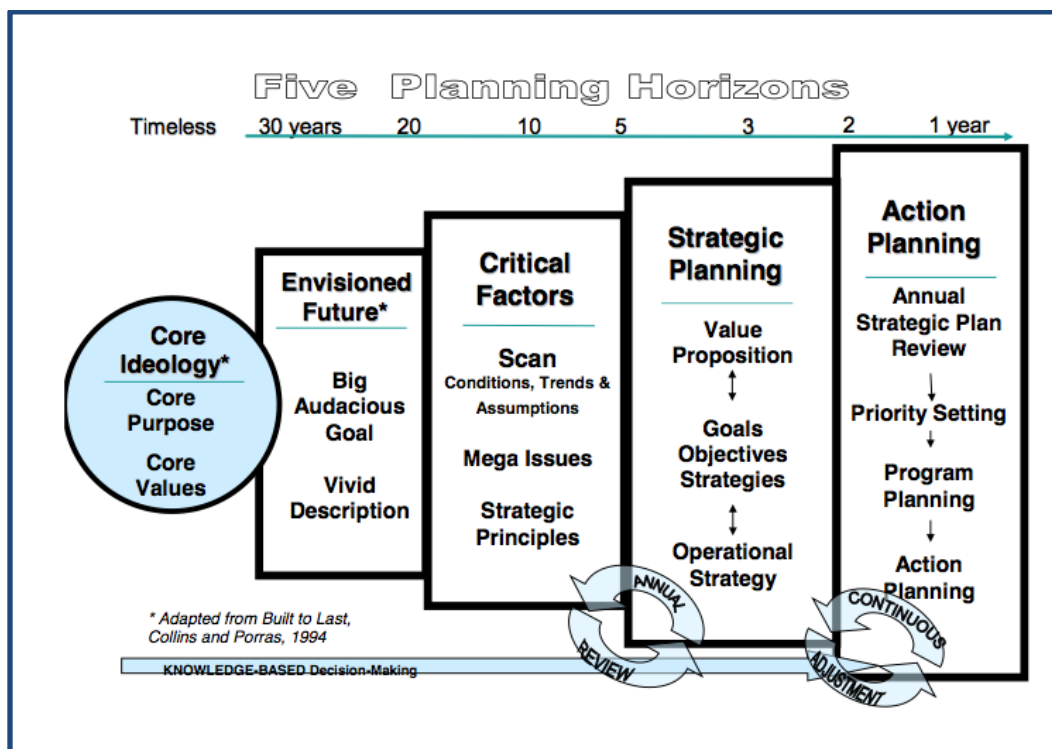 Five Planning Horizons
Timeless 30 years 20 10 5 3 2 1 year
Core
Ideology*
Core
Purpose
Core
Values
Envisioned
Future*
Big
Audacious
Goal
Vivid
Description
Critical
Factors
Scan
Conditions, Trends &
Assumptions
Mega Issues
Strategic
Principles
Strategic
Planning
Value
Proposition
Goals
Objectives
Strategies
Operational
Strategy
Action
Planning
Annual
Strategic Plan
Review
Priority Setting
Program
Planning
Action
Planning
ANNUAL
REVIEW
CONTINUOUS
ADJUSTMENT
* Adapted from Built to Last,
Collins and Porras, 1994
KNOWLEDGE-BASED Decision-Making